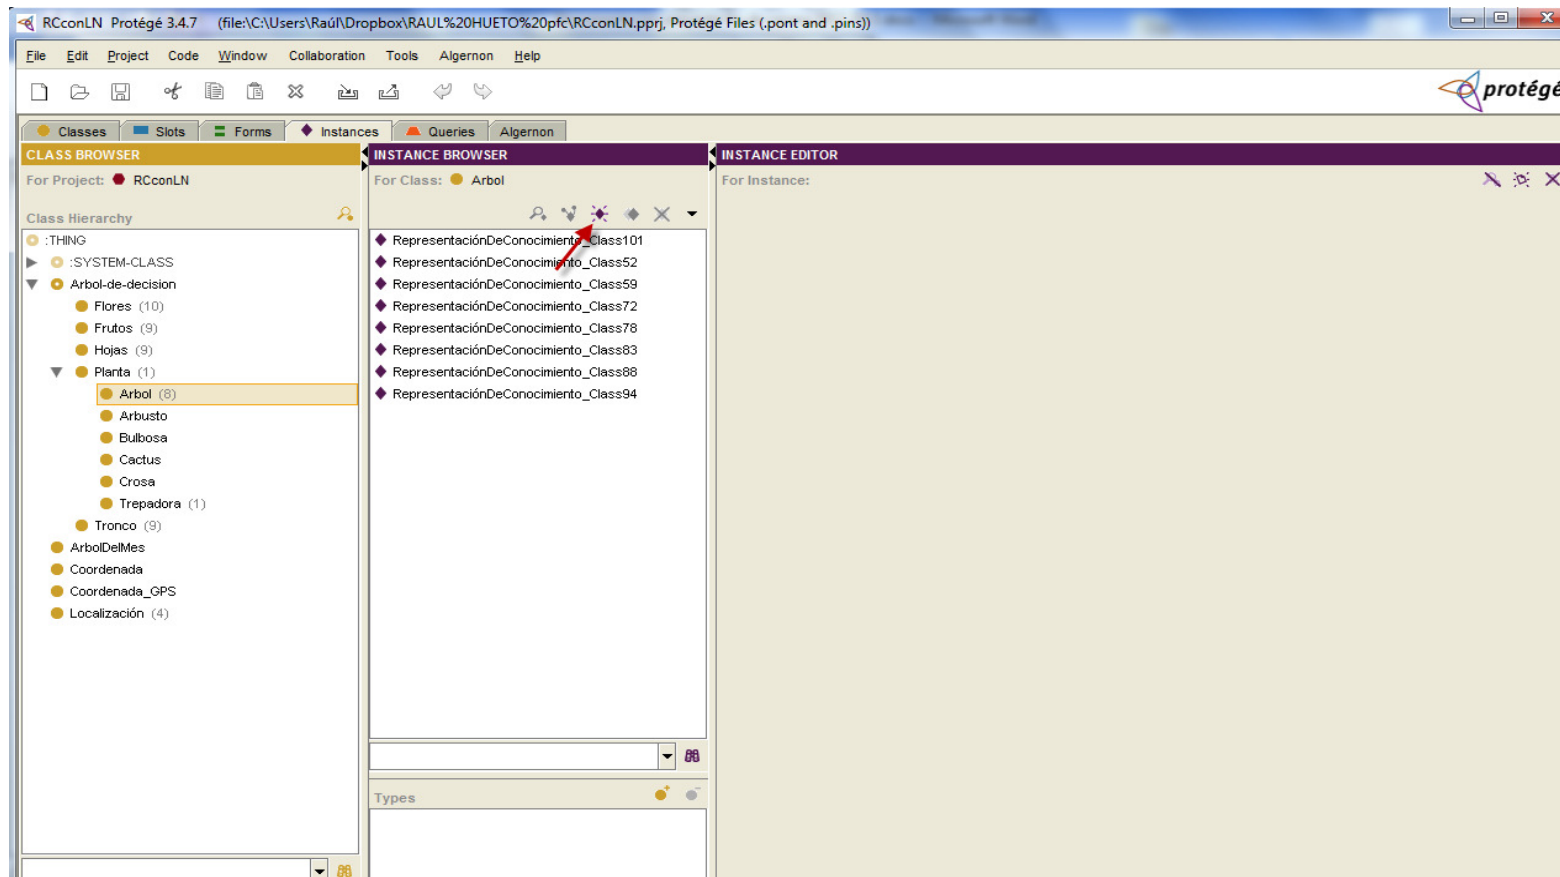 RCconLN Protégé 3.4.7 (file:\C:\Users\Raúl\Dropbox\RAUL%20HUETO%20pfc\RCconLN.pprj, Protégé Files (.pont and .pins))
File Edit Project Code Window Collaboration Tools Algernon Help
protégé
Classes Slots Forms Instances Queries Algernon
CLASS BROWSER
For Project: RCconLN
Class Hierarchy
:THING
:SYSTEM-CLASS
Arbol-de-decision
Flores (10)
Frutos (9)
Hojas (9)
Planta (1)
Arbol (8)
Arbusto
Bulbosa
Cactus
Crosa
Trepadora (1)
Tronco (9)
ArbolDelMes
Coordenada
Coordenada_GPS
Localización (4)
INSTANCE BROWSER
For Class: Arbol
RepresentaciónDeConocimiento_Class101
RepresentaciónDeConocimiento_Class52
RepresentaciónDeConocimiento_Class59
RepresentaciónDeConocimiento_Class72
RepresentaciónDeConocimiento_Class78
RepresentaciónDeConocimiento_Class83
RepresentaciónDeConocimiento_Class88
RepresentaciónDeConocimiento_Class94
Types
INSTANCE EDITOR
For Instance: